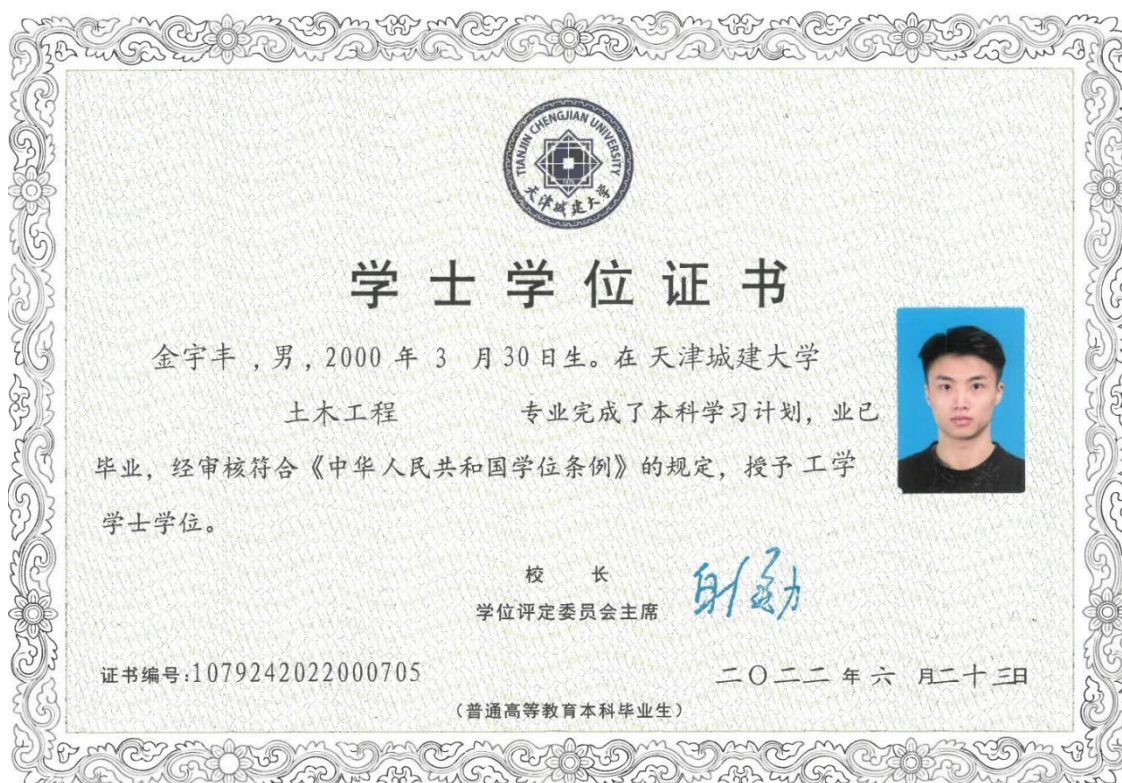 TIANJIN CHENGJIAN UNIVERSITY
1978
天津城建大学
学士学位证书
金宇丰 ,男,2000 年 3 月30日生。在 天津城建大学
土木工程 专业完成了本科学习计划，业已
毕业，经审核符合《中华人民共和国学位条例》的规定，授予 工学
学士学位。
校 长
学位评定委员会主席
证书编号:1079242022000705
二〇二二 年 六 月二十三日
（普通高等教育本科毕业生）